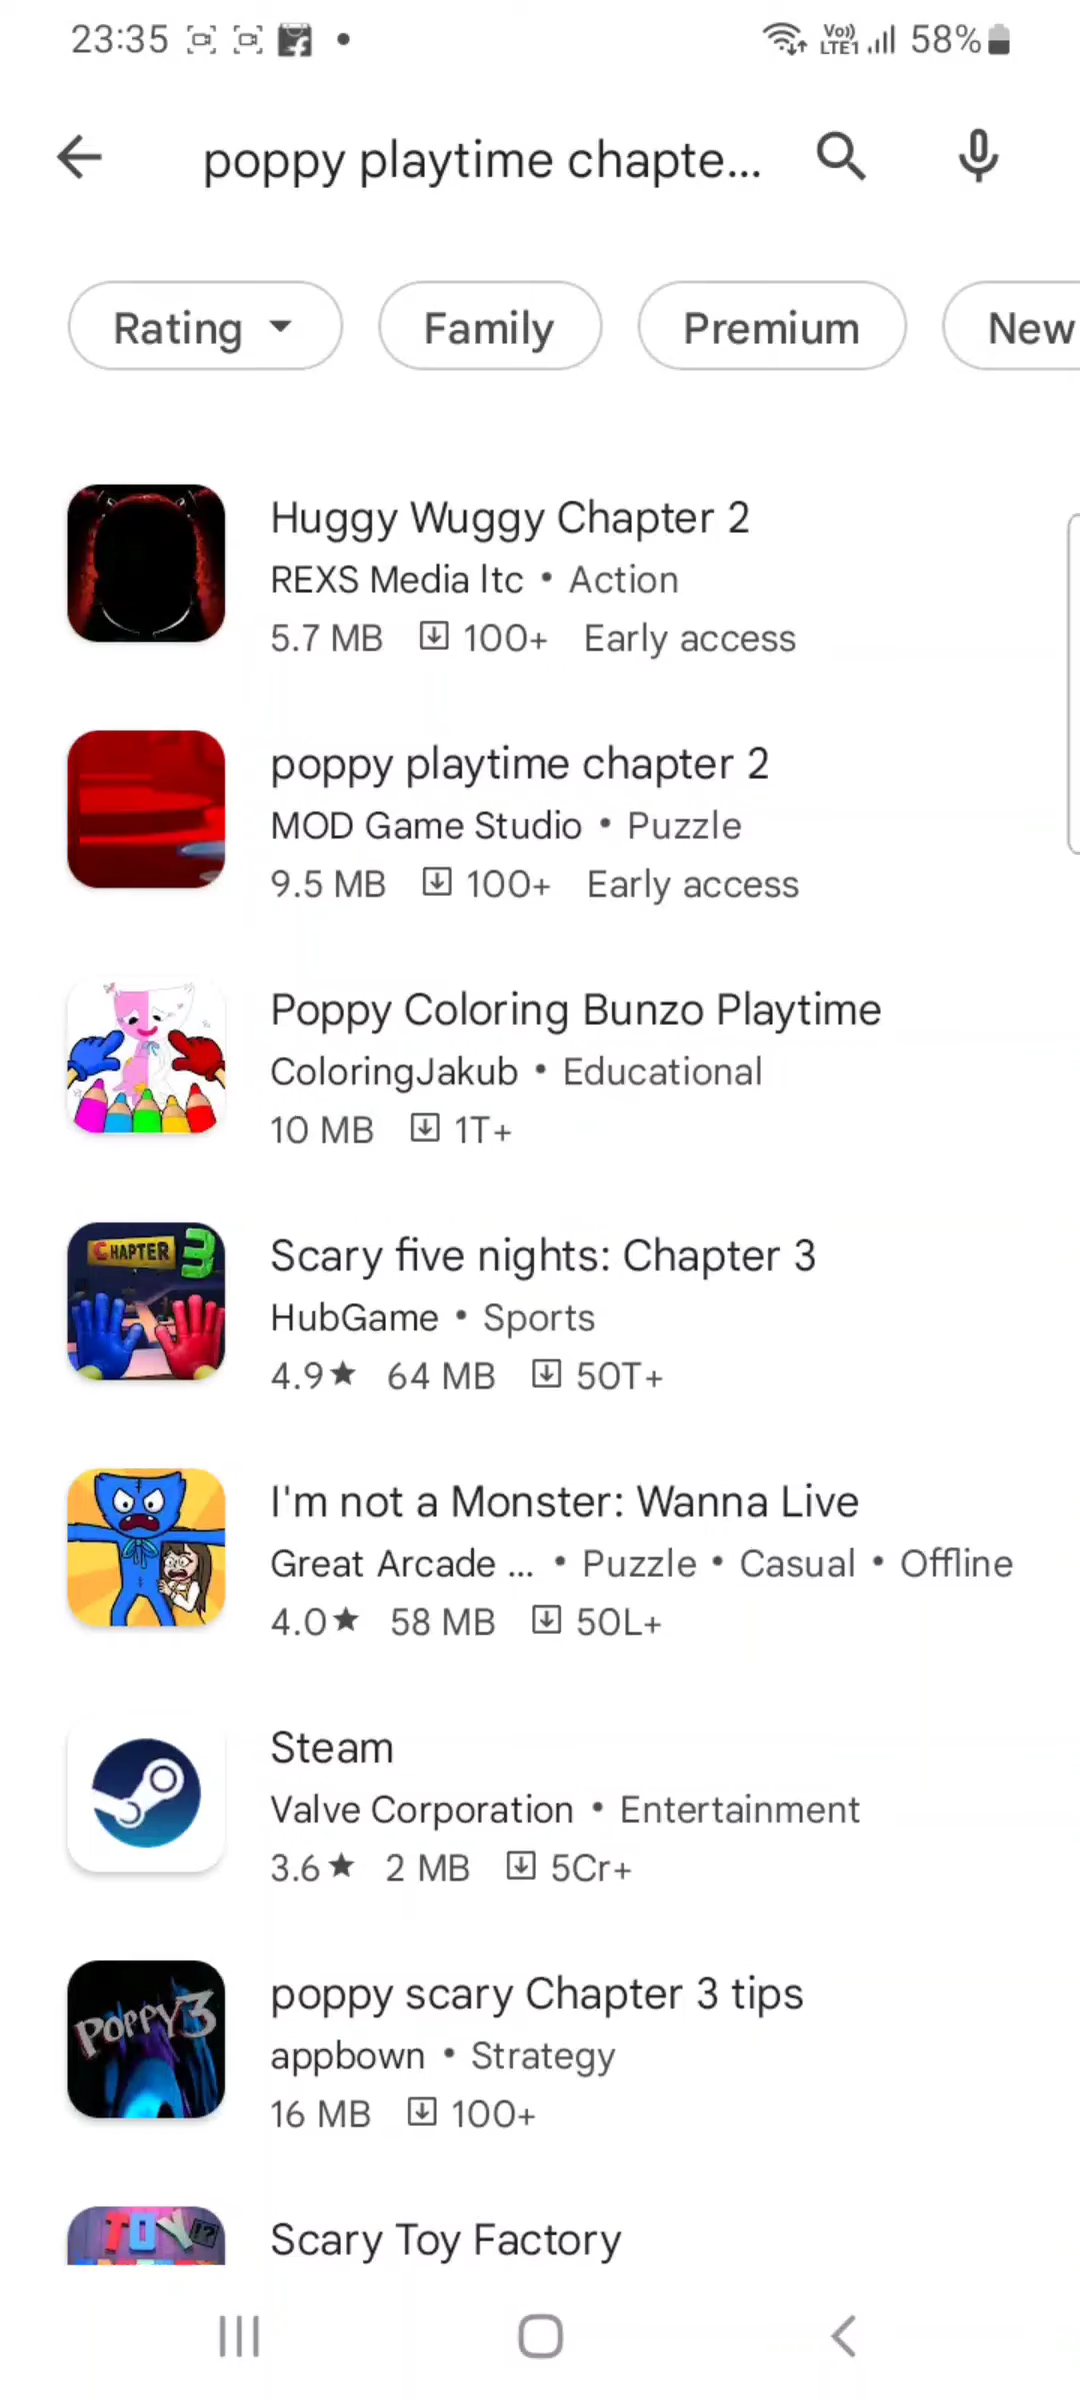 23:35 Vo)) LTE1 58%
poppy playtime chapte...
Rating Family Premium New
Huggy Wuggy Chapter 2
REXS Media ltc • Action
5.7 MB 100+ Early access
poppy playtime chapter 2
MOD Game Studio • Puzzle
9.5 MB 100+ Early access
Poppy Coloring Bunzo Playtime
ColoringJakub • Educational
10 MB 1T+
CHAPTER 3
Scary five nights: Chapter 3
HubGame • Sports
4.9★ 64 MB 50T+
I'm not a Monster: Wanna Live
Great Arcade ... • Puzzle • Casual • Offline
4.0★ 58 MB 50L+
Steam
Valve Corporation • Entertainment
3.6★ 2 MB 5Cr+
POPPY 3
poppy scary Chapter 3 tips
appbown • Strategy
16 MB 100+
TOY !?
Scary Toy Factory